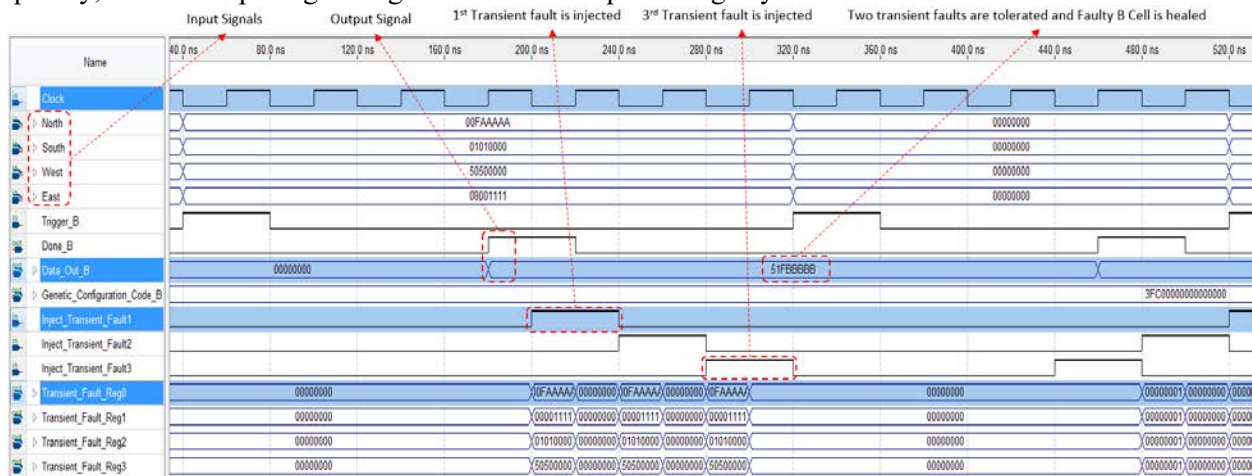 Input Signals Output Signal 1st Transient fault is injected 3rd Transient fault is injected Two transient faults are tolerated and Faulty B Cell is healed
Name 40.0 ns 80.0 ns 120.0 ns 160.0 ns 200.0 ns 240.0 ns 280.0 ns 320.0 ns 360.0 ns 400.0 ns 440.0 ns 480.0 ns 520.0 ns
Clock
North 00FAAAAA 00000000
South 01010000 00000000
West 50500000 00000000
East 00001111 00000000
Trigger_B
Done_B
Data_Out_B 00000000 51FBBBBB
Genetic_Configuration_Code_B 3FC00000000000000
Inject_Transient_Fault1
Inject_Transient_Fault2
Inject_Transient_Fault3
Transient_Fault_Reg0 00000000 00000000 00000000 00000000 00000001 00000000
Transient_Fault_Reg1 00000000 00001111 00000000 00001111 00000000 00001111 00000000 00000001 00000000
Transient_Fault_Reg2 00000000 01010000 00000000 01010000 00000000 01010000 00000000 00000001 00000000
Transient_Fault_Reg3 00000000 50500000 00000000 50500000 00000000 50500000 00000000 00000001 00000000